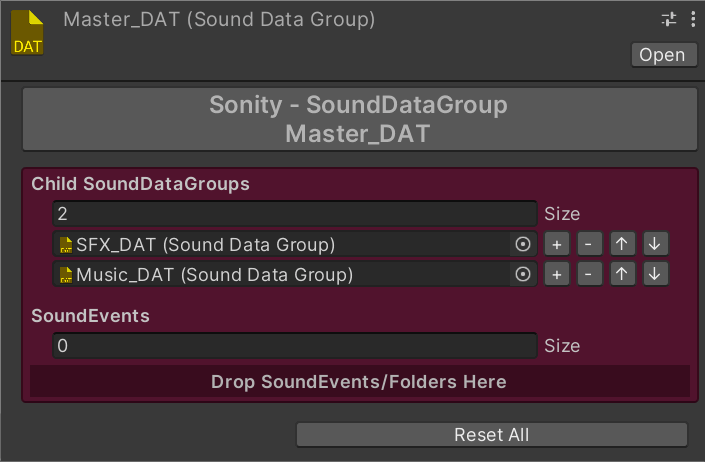 Master_DAT (Sound Data Group)
DAT
Open
Sonity - SoundDataGroup
Master_DAT
Child SoundDataGroups
2 Size
SFX_DAT (Sound Data Group) + - ↑ ↓
Music_DAT (Sound Data Group) + - ↑ ↓
SoundEvents
0 Size
Drop SoundEvents/Folders Here
Reset All